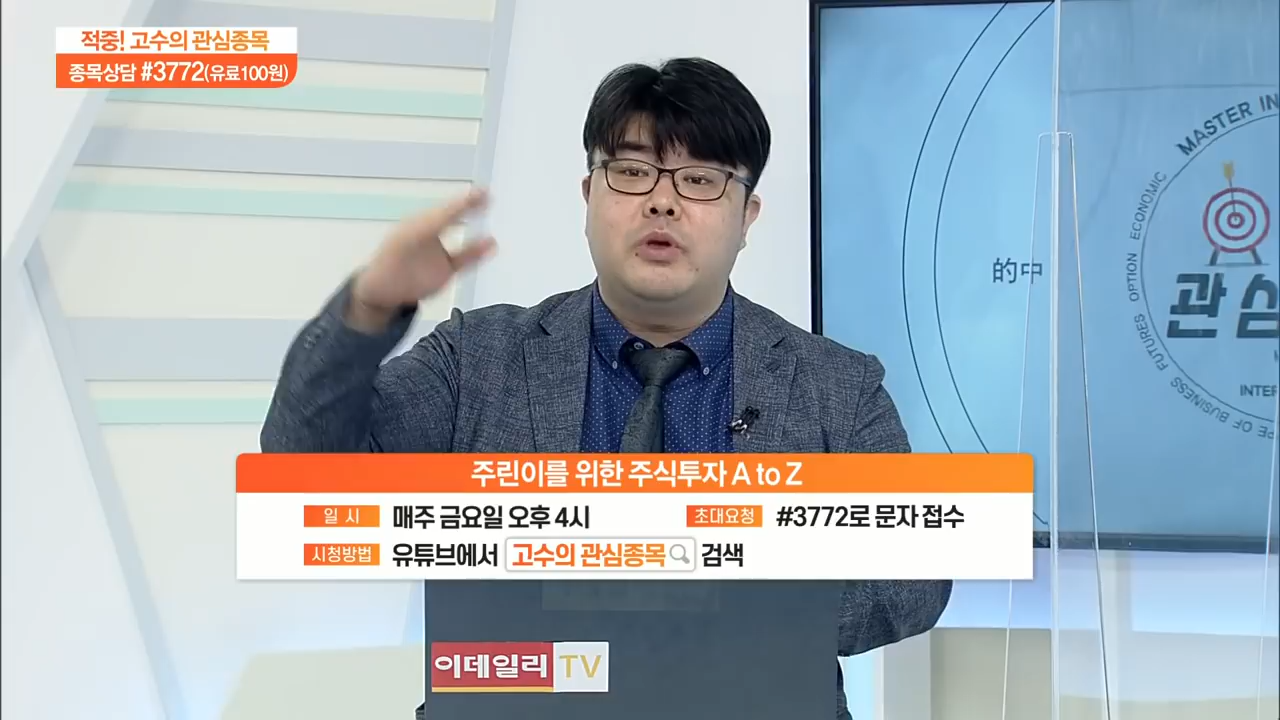 적중! 고수의 관심종목
종목상담 #3772(유료100원)
MASTER IN
ECONOMIC
OPTION
FUTURES
OF BUSINESS
的中
관심
INTER
주린이를 위한 주식투자 A to Z
일 시 매주 금요일 오후 4시 초대요청 #3772로 문자 접수
시청방법 유튜브에서 고수의 관심종목 검색
이데일리 TV